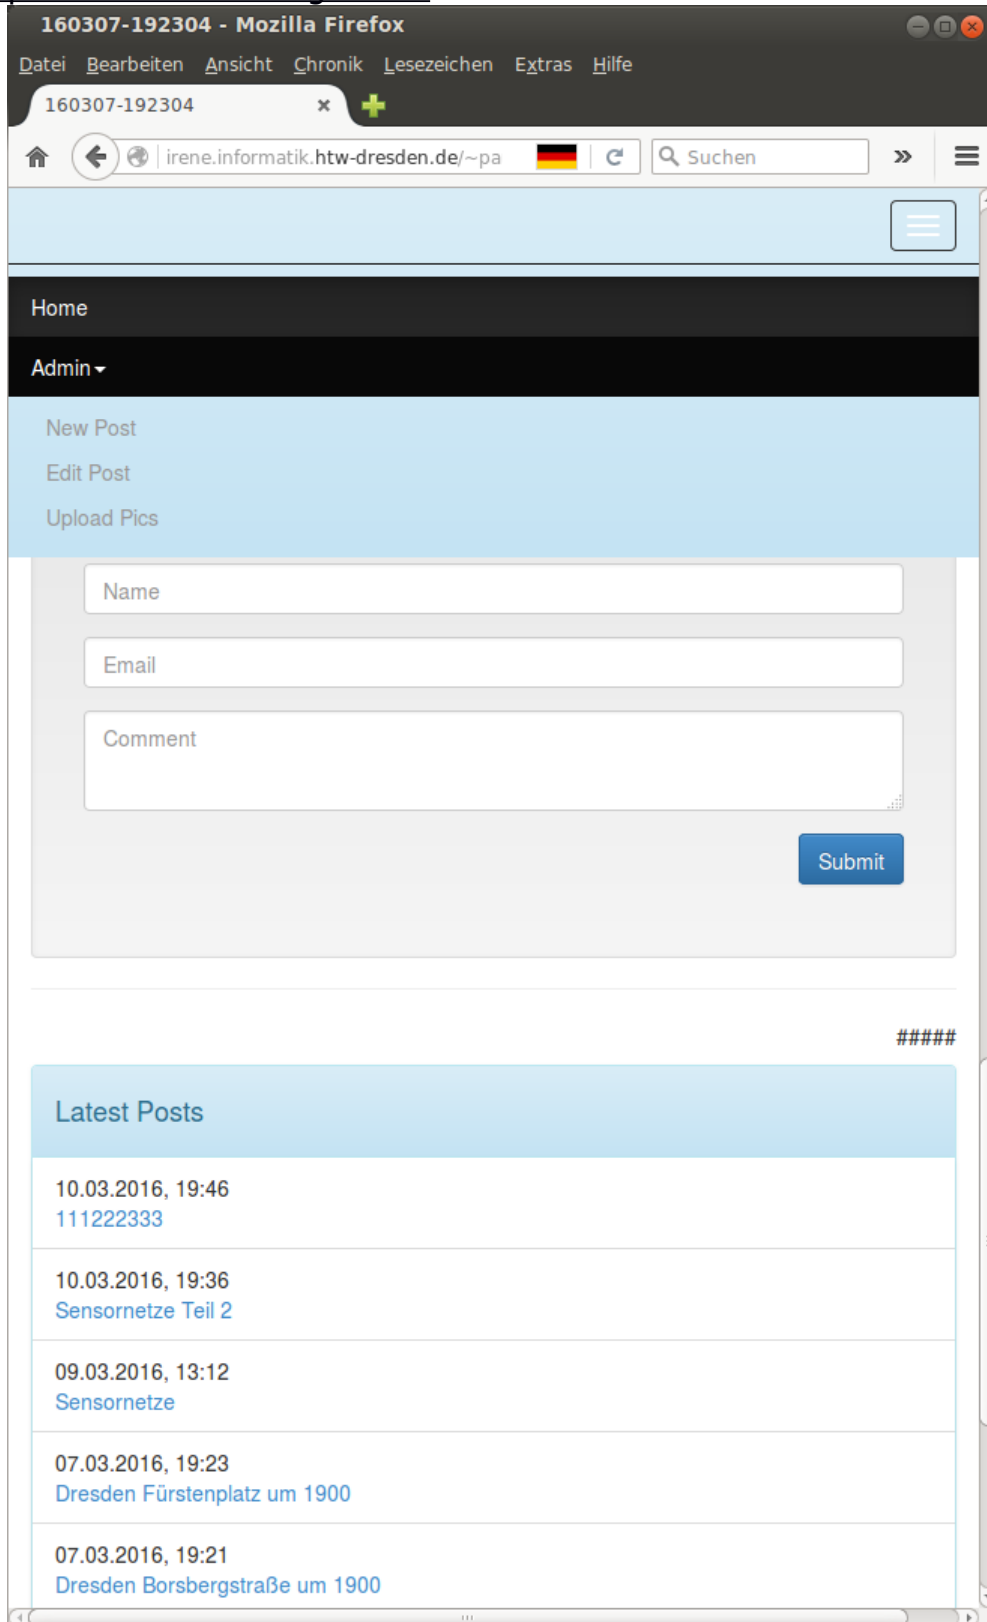 160307-192304 - Mozilla Firefox
Datei Bearbeiten Ansicht Chronik Lesezeichen Extras Hilfe
160307-192304
irene.informatik.htw-dresden.de/~pa Suchen
Home
Admin
New Post
Edit Post
Upload Pics
Name
Email
Comment
Submit
#####
Latest Posts
10.03.2016, 19:46
111222333
10.03.2016, 19:36
Sensornetze Teil 2
09.03.2016, 13:12
Sensornetze
07.03.2016, 19:23
Dresden Fürstenplatz um 1900
07.03.2016, 19:21
Dresden Borsbergstraße um 1900